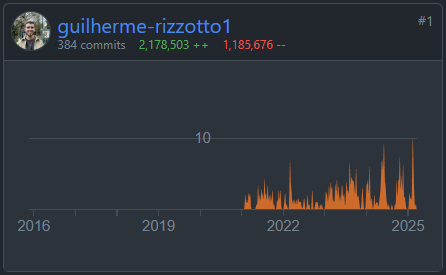 guilherme-rizzotto1 #1
384 commits 2,178,503 ++ 1,185,676 --
10
2016 2019 2022 2025